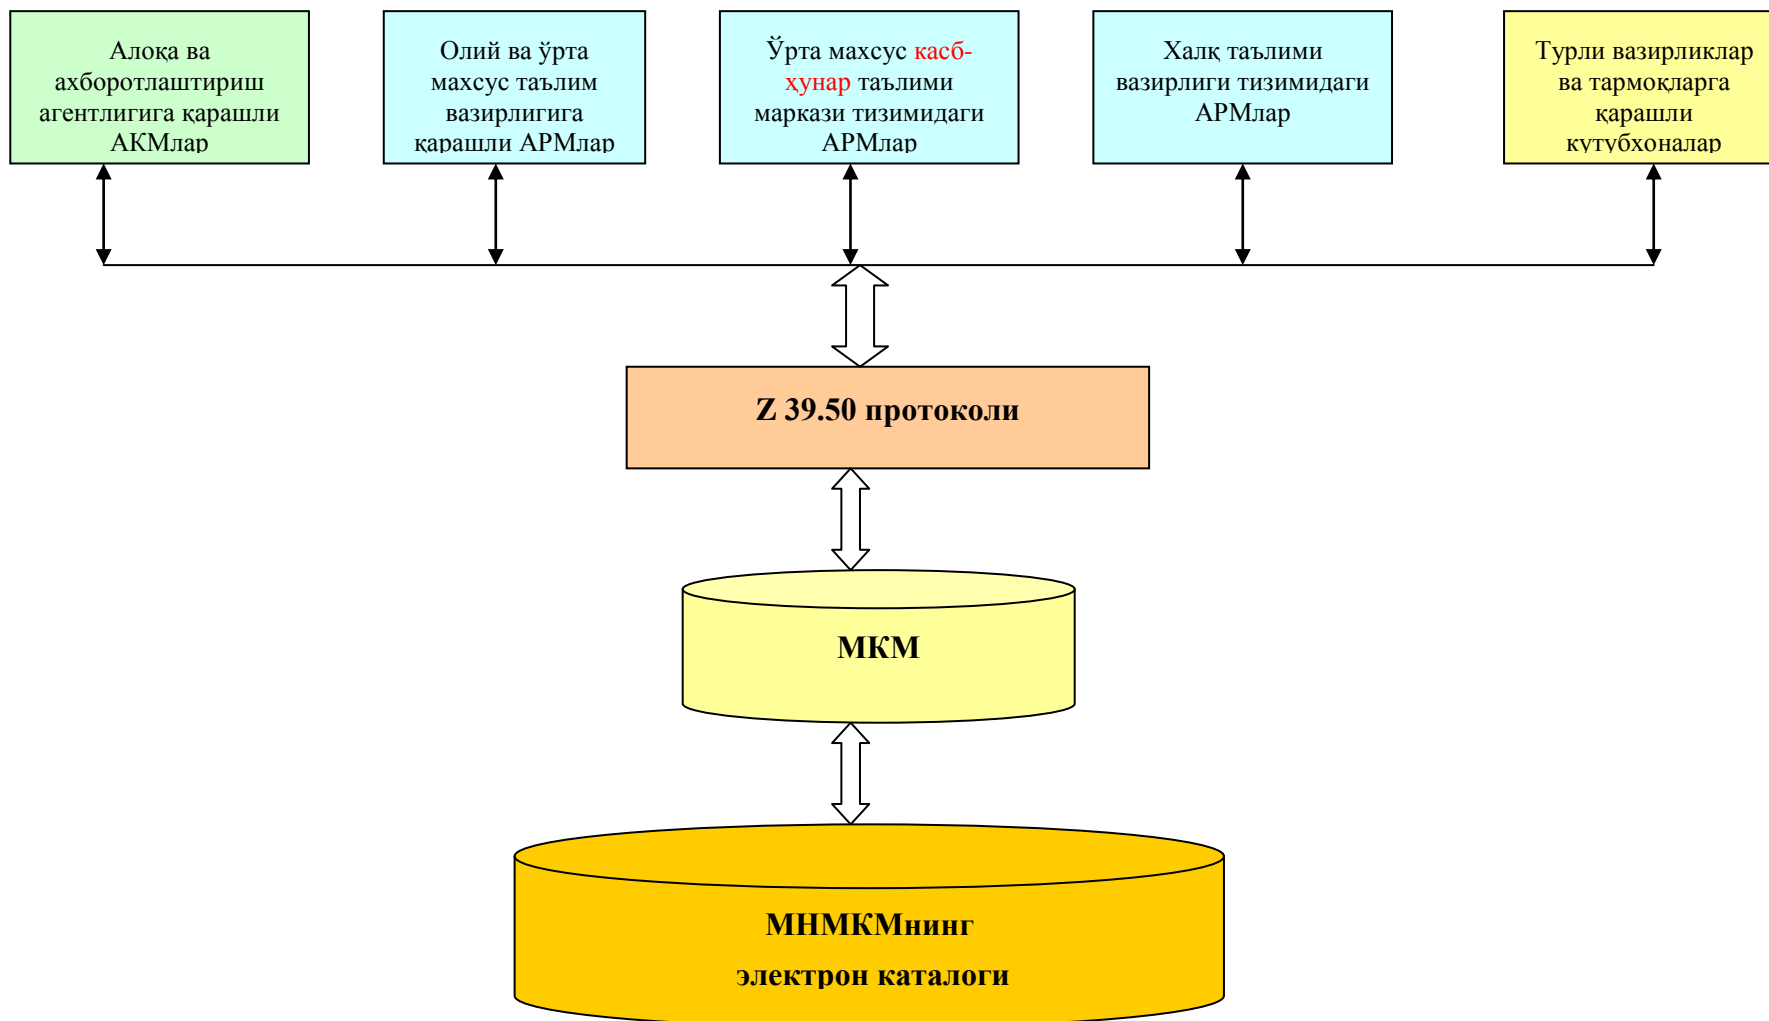 Алоқа ва
ахборотлаштириш
агентлигига қарашли
АКМлар
Олий ва ўрта
махсус таълим
вазирлигига
қарашли АРМлар
Ўрта махсус касб-
ҳунар таълими
маркази тизимидаги
АРМлар
Халқ таълими
вазирлиги тизимидаги
АРМлар
Турли вазирликлар
ва тармоқларга
қарашли
кутубхоналар
Z 39.50 протоколи
МКМ
МНМКМнинг
электрон каталоги